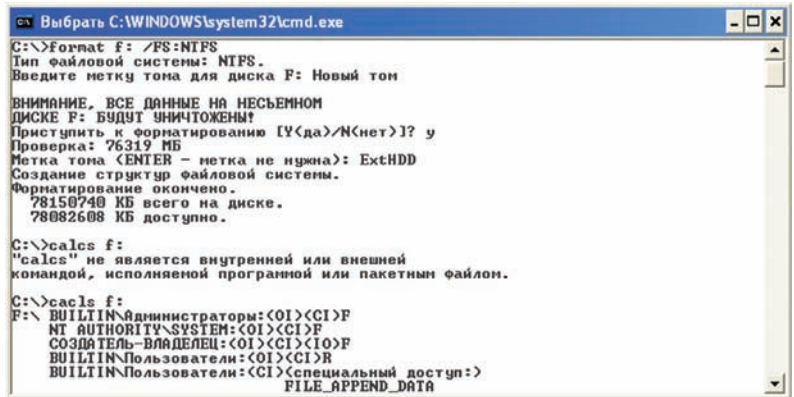 Выбрать C:\WINDOWS\system32\cmd.exe
C:\>format f: /FS:NTFS
Тип файловой системы: NTFS.
Введите метку тома для диска F: Новый том
ВНИМАНИЕ, ВСЕ ДАННЫЕ НА НЕСЪЕМНОМ
ДИСКЕ F: БУДУТ УНИЧТОЖЕНЫ!
Приступить к форматированию [Y(да)/N(нет)]? y
Проверка: 76319 МБ
Метка тома (ENTER - метка не нужна): ExtHDD
Создание структур файловой системы.
Форматирование окончено.
78150740 КБ всего на диске.
78082608 КБ доступно.
C:\>calcs f:
"calcs" не является внутренней или внешней
командой, исполняемой программой или пакетным файлом.
C:\>cacls f:
F:\ BUILTIN\Администраторы:(OI)(CI)F
NT AUTHORITY\SYSTEM:(OI)(CI)F
СОЗДАТЕЛЬ-ВЛАДЕЛЕЦ:(OI)(CI)(IO)F
BUILTIN\Пользователи:(OI)(CI)R
BUILTIN\Пользователи:(CI)(специальный доступ:)
FILE_APPEND_DATA